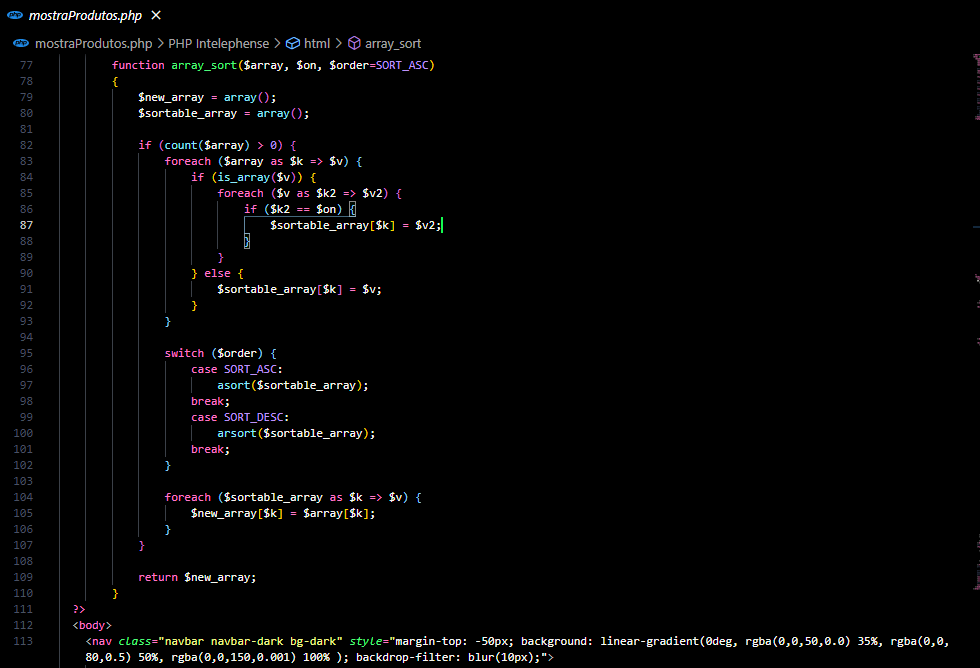 mostraProdutos.php
mostraProdutos.php > PHP Intelephense > html > array_sort
77 function array_sort($array, $on, $order=SORT_ASC)
78 {
79 $new_array = array();
80 $sortable_array = array();
81
82 if (count($array) > 0) {
83 foreach ($array as $k => $v) {
84 if (is_array($v)) {
85 foreach ($v as $k2 => $v2) {
86 if ($k2 == $on) {
87 $sortable_array[$k] = $v2;
88 }
89 }
90 } else {
91 $sortable_array[$k] = $v;
92 }
93 }
94
95 switch ($order) {
96 case SORT_ASC:
97 asort($sortable_array);
98 break;
99 case SORT_DESC:
100 arsort($sortable_array);
101 break;
102 }
103
104 foreach ($sortable_array as $k => $v) {
105 $new_array[$k] = $array[$k];
106 }
107 }
108
109 return $new_array;
110 }
111 ?>
112 <body>
113 <nav class="navbar navbar-dark bg-dark" style="margin-top: -50px; background: linear-gradient(0deg, rgba(0,0,50,0.0) 35%, rgba(0,0,
80,0.5) 50%, rgba(0,0,150,0.001) 100% ); backdrop-filter: blur(10px);">